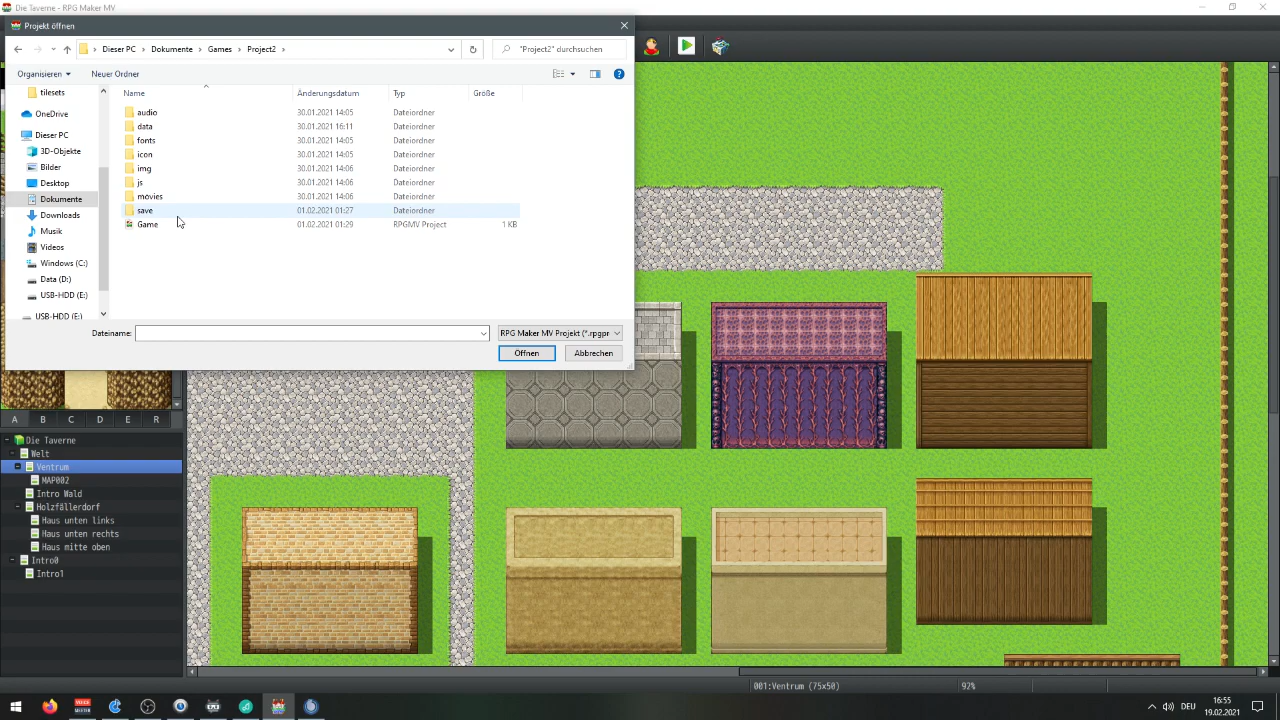 Die Taverne - RPG Maker MV
Projekt öffnen
Dieser PC > Dokumente > Games > Project2 >
"Project2" durchsuchen
Organisieren
Neuer Ordner
tilesets
OneDrive
Dieser PC
3D-Objekte
Bilder
Desktop
Dokumente
Downloads
Musik
Videos
Windows (C:)
Data (D:)
USB-HDD (E:)
USB-HDD (E:)
Name Änderungsdatum Typ Größe
audio 30.01.2021 14:05 Dateiordner
data 30.01.2021 16:11 Dateiordner
fonts 30.01.2021 14:05 Dateiordner
icon 30.01.2021 14:05 Dateiordner
img 30.01.2021 14:06 Dateiordner
js 30.01.2021 14:06 Dateiordner
movies 30.01.2021 14:06 Dateiordner
save 01.02.2021 01:27 Dateiordner
Game 01.02.2021 01:29 RPGMV Project 1 KB
Dateiname:
RPG Maker MV Projekt (*.rpgpr
Öffnen
Abbrechen
A B C D E R
Die Taverne
Welt
Ventrum
MAP002
Intro Wald
Holzfällerdorf
Haus unten links
Haus unten rechts
Haus mitte oben
Intro0
Intro1
001:Ventrum (75x50)
92%
VOICE
MEETER
DEU
16:55
19.02.2021